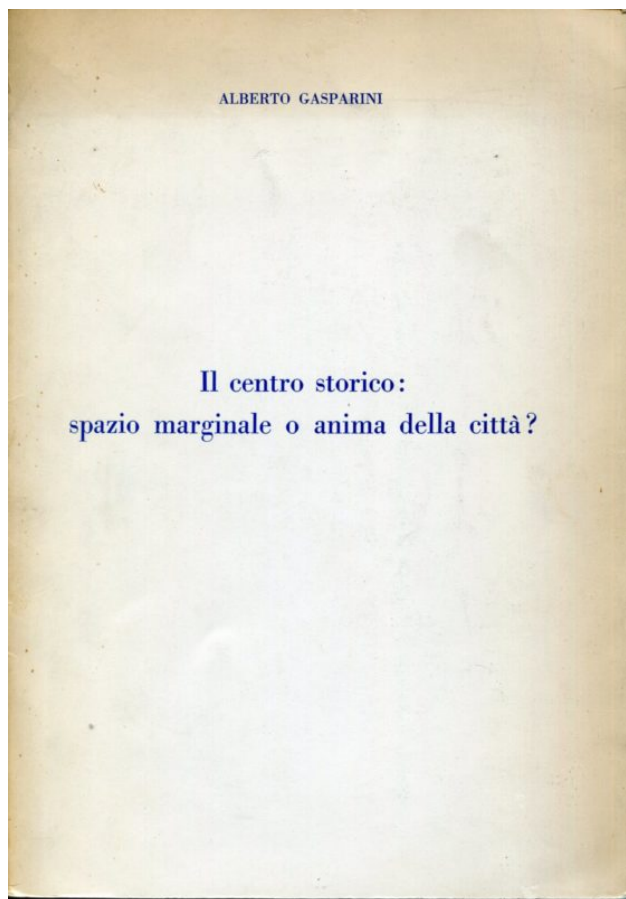 ALBERTO GASPARINI
Il centro storico:
spazio marginale o anima della città?